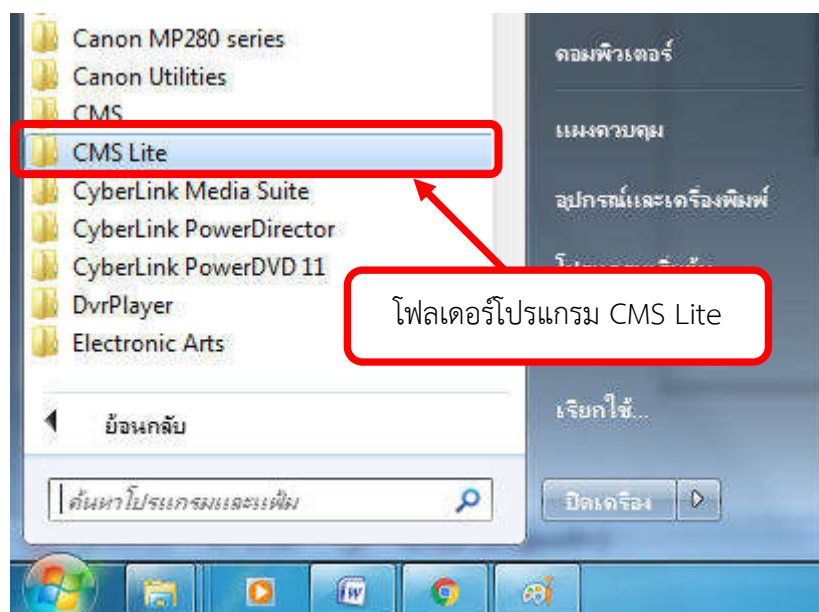 Canon MP280 series
Canon Utilities
CMS
CMS Lite
CyberLink Media Suite
CyberLink PowerDirector
CyberLink PowerDVD 11
DvrPlayer
Electronic Arts
ย้อนกลับ
ค้นหาโปรแกรมและแฟ้ม
คอมพิวเตอร์
แผงควบคุม
อุปกรณ์และเครื่องพิมพ์
โฟลเดอร์โปรแกรม CMS Lite
เรียกใช้...
ปิดเครื่อง